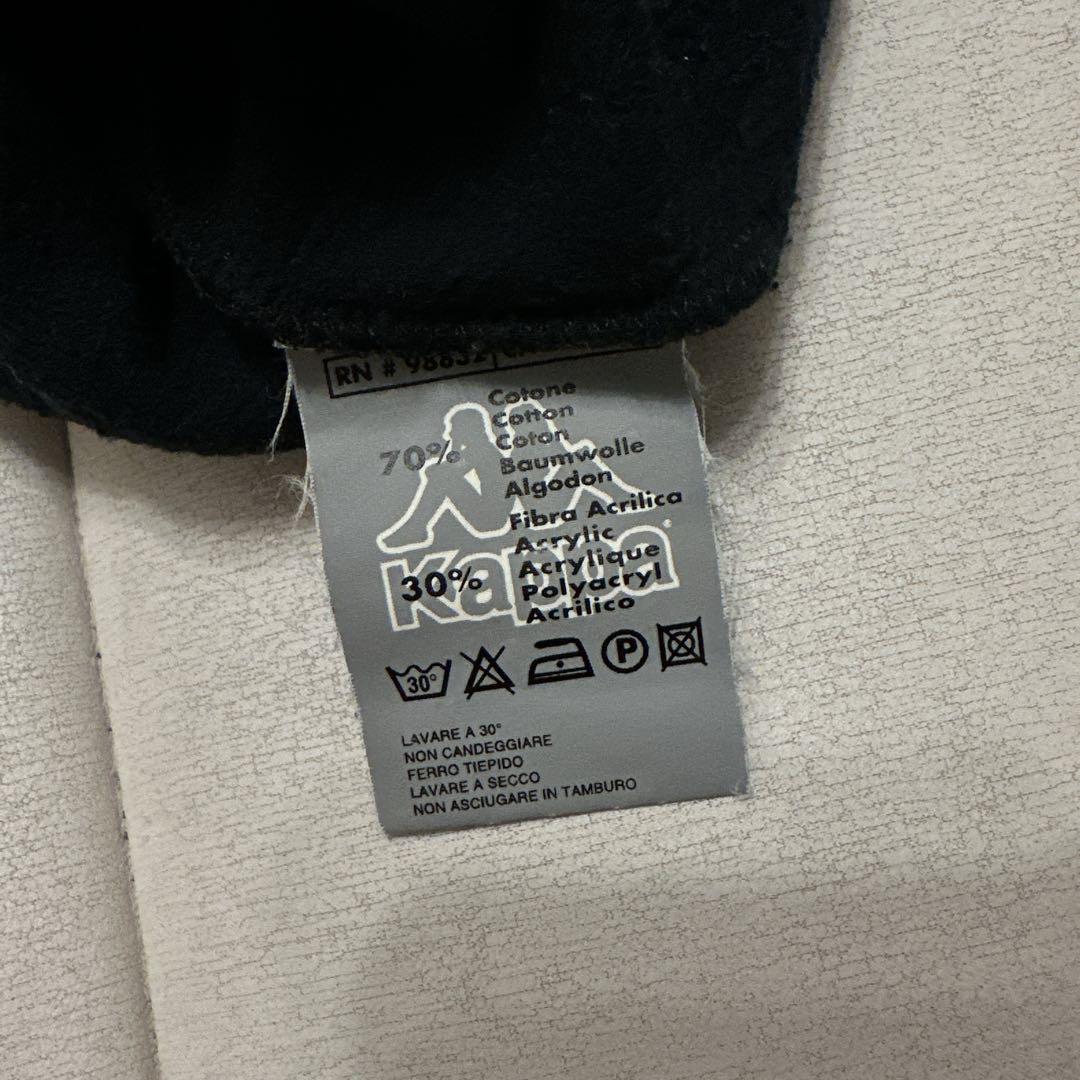 RN # 98832
Cotone
Cotton
70% Coton
Baumwolle
Algodon
Fibra Acrilica
Acrylic
30% Acrylique
Polyacryl
Acrilico
Kappa
30° P
LAVARE A 30°
NON CANDEGGIARE
FERRO TIEPIDO
LAVARE A SECCO
NON ASCIUGARE IN TAMBURO